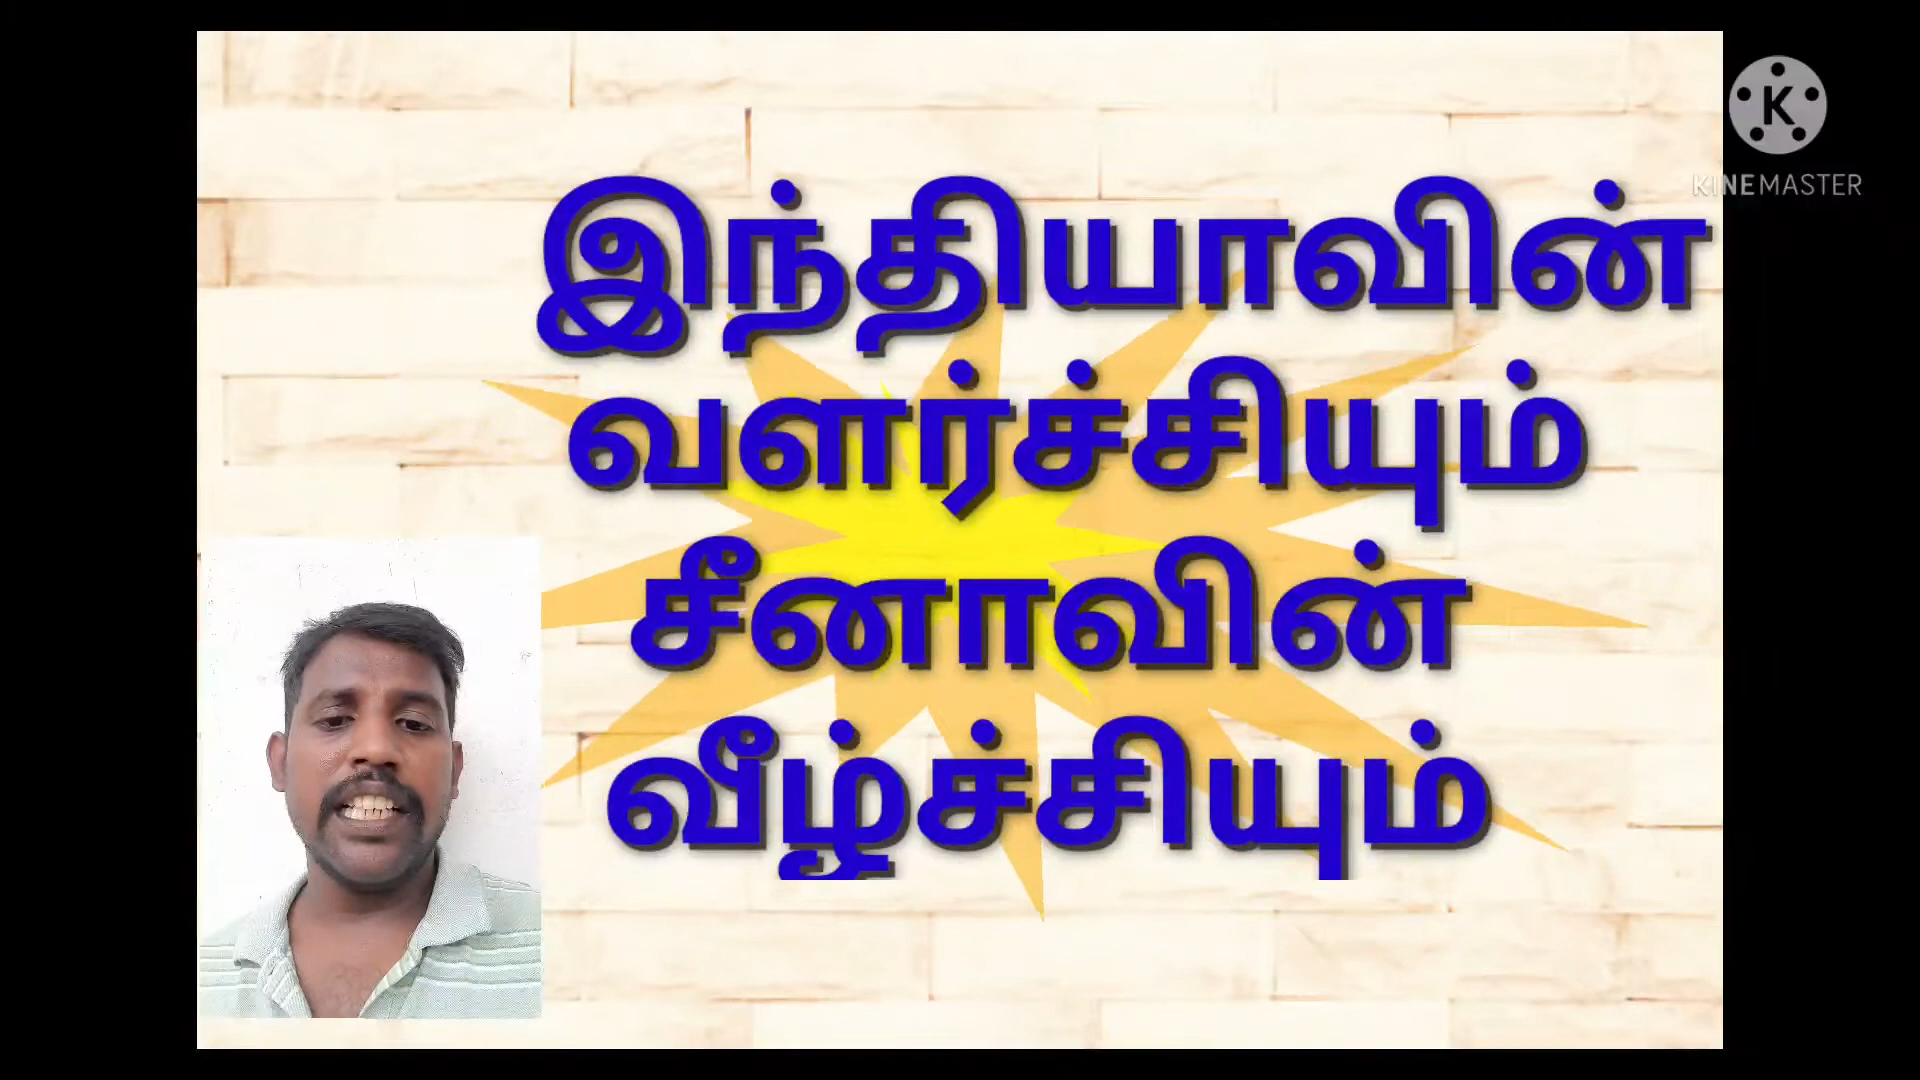 இந்தியாவின்
வளர்ச்சியும்
சீனாவின்
வீழ்ச்சியும்
K
KINEMASTER